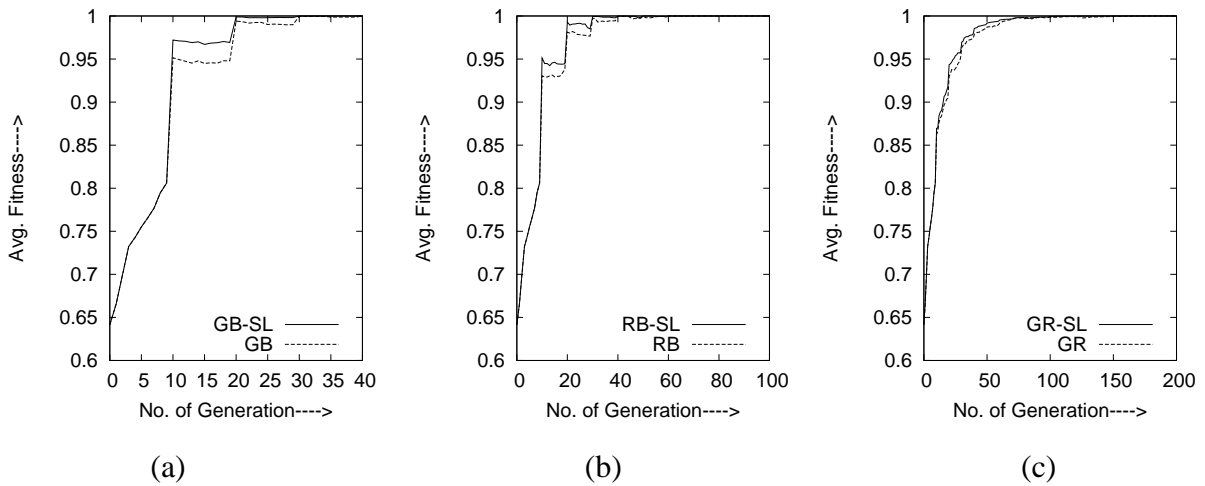 Avg. Fitness---->
1
0.95
0.9
0.85
0.8
0.75
0.7
0.65
0.6
GB-SL
GB
0 5 10 15 20 25 30 35 40
No. of Generation---->
(a)
Avg. Fitness---->
1
0.95
0.9
0.85
0.8
0.75
0.7
0.65
0.6
RB-SL
RB
0 20 40 60 80 100
No. of Generation---->
(b)
Avg. Fitness---->
1
0.95
0.9
0.85
0.8
0.75
0.7
0.65
0.6
GR-SL
GR
0 50 100 150 200
No. of Generation---->
(c)